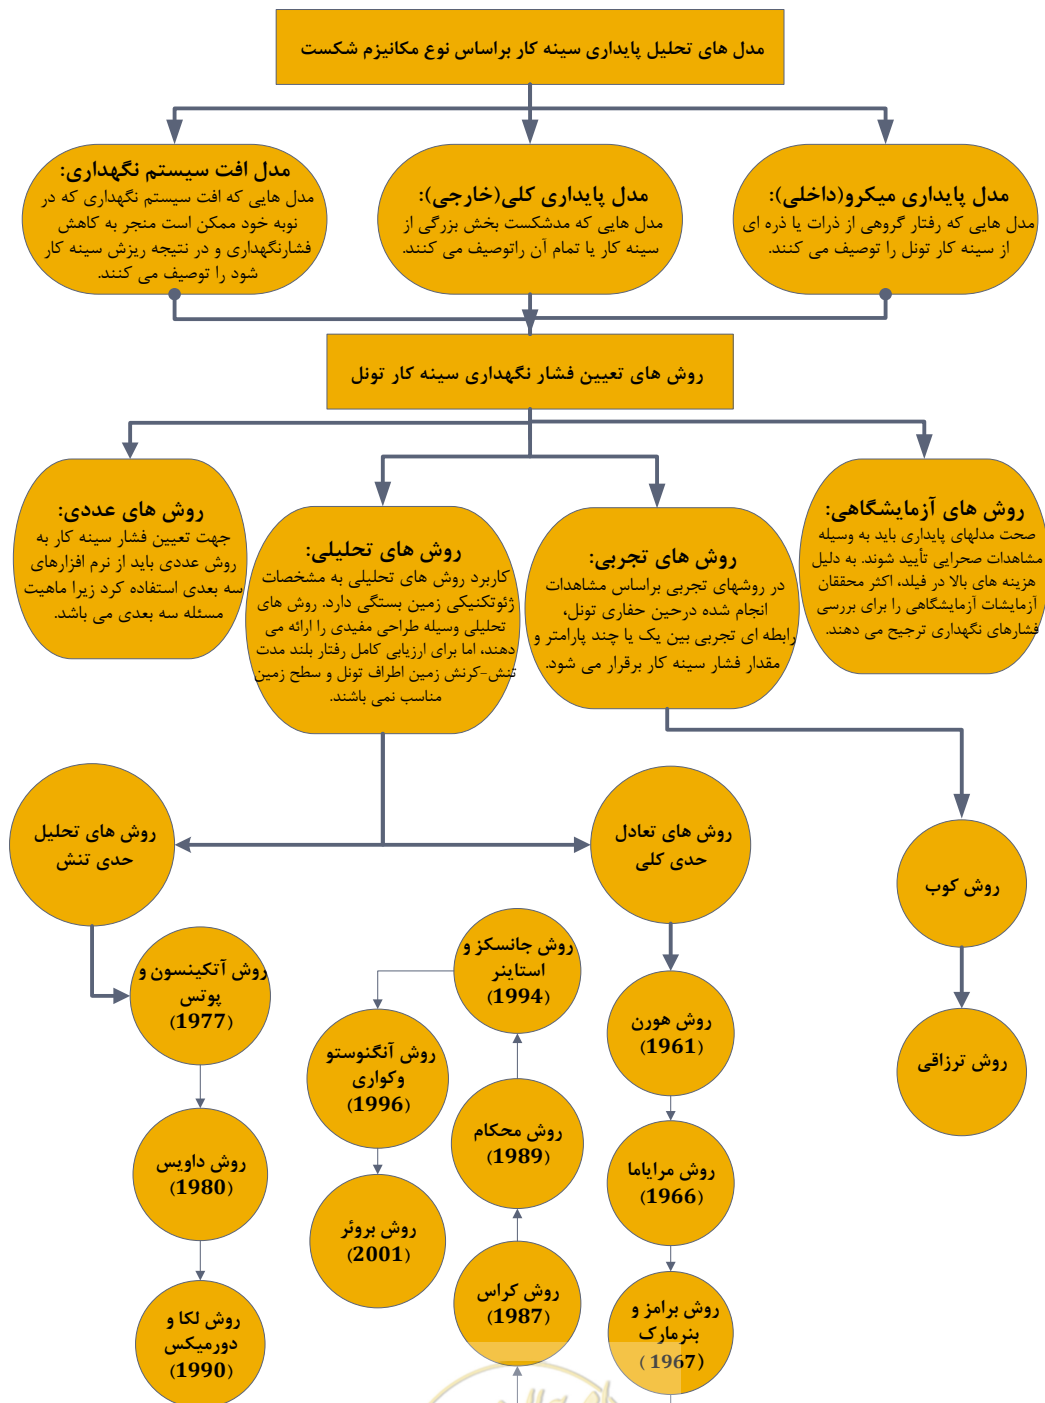 مدل های تحلیل پایداری سینه کار براساس نوع مکانیزم شکست
مدل پایداری میکرو(داخلی):
مدل هایی که رفتار گروهی از ذرات یا ذره ای
از سینه کار تونل را توصیف می کنند.
مدل پایداری کلی(خارجی):
مدل هایی که مدشکست بخش بزرگی از
سینه کار یا تمام آن راتوصیف می کنند.
مدل افت سیستم نگهداری:
مدل هایی که افت سیستم نگهداری که در
نوبه خود ممکن است منجر به کاهش
فشارنگهداری و در نتیجه ریزش سینه کار
شود را توصیف می کنند.
روش های تعیین فشار نگهداری سینه کار تونل
روش های آزمایشگاهی:
صحت مدلهای پایداری باید به وسیله
مشاهدات صحرایی تأیید شوند. به دلیل
هزینه های بالا در فیلد، اکثر محققان
آزمایشات آزمایشگاهی را برای بررسی
فشارهای نگهداری ترجیح می دهند.
روش های تجربی:
در روشهای تجربی براساس مشاهدات
انجام شده درحین حفاری تونل،
رابطه ای تجربی بین یک یا چند پارامتر و
مقدار فشار سینه کار برقرار می شود.
روش های تحلیلی:
کاربرد روش های تحلیلی به مشخصات
ژئوتکنیکی زمین بستگی دارد. روش های
تحلیلی وسیله طراحی مفیدی را ارائه می
دهند، اما برای ارزیابی کامل رفتار بلند مدت
تنش-کرنش زمین اطراف تونل و سطح زمین
مناسب نمی باشند.
روش های عددی:
جهت تعیین فشار سینه کار به
روش عددی باید از نرم افزارهای
سه بعدی استفاده کرد زیرا ماهیت
مسئله سه بعدی می باشد.
روش کوب
روش ترزاقی
روش های تعادل
حدی کلی
روش هورن
(1961)
روش مرایاما
(1966)
روش برامز و
بنرمارک
(1967 )
روش کراس
(1987)
روش محکام
(1989)
روش جانسکز و
استاینر
(1994)
روش آنگنوستو
وکواری
(1996)
روش بروئر
(2001)
روش های تحلیل
حدی تنش
روش آتکینسون و
پوتس
(1977)
روش داویس
(1980)
روش لکا و
دورمیکس
(1990)